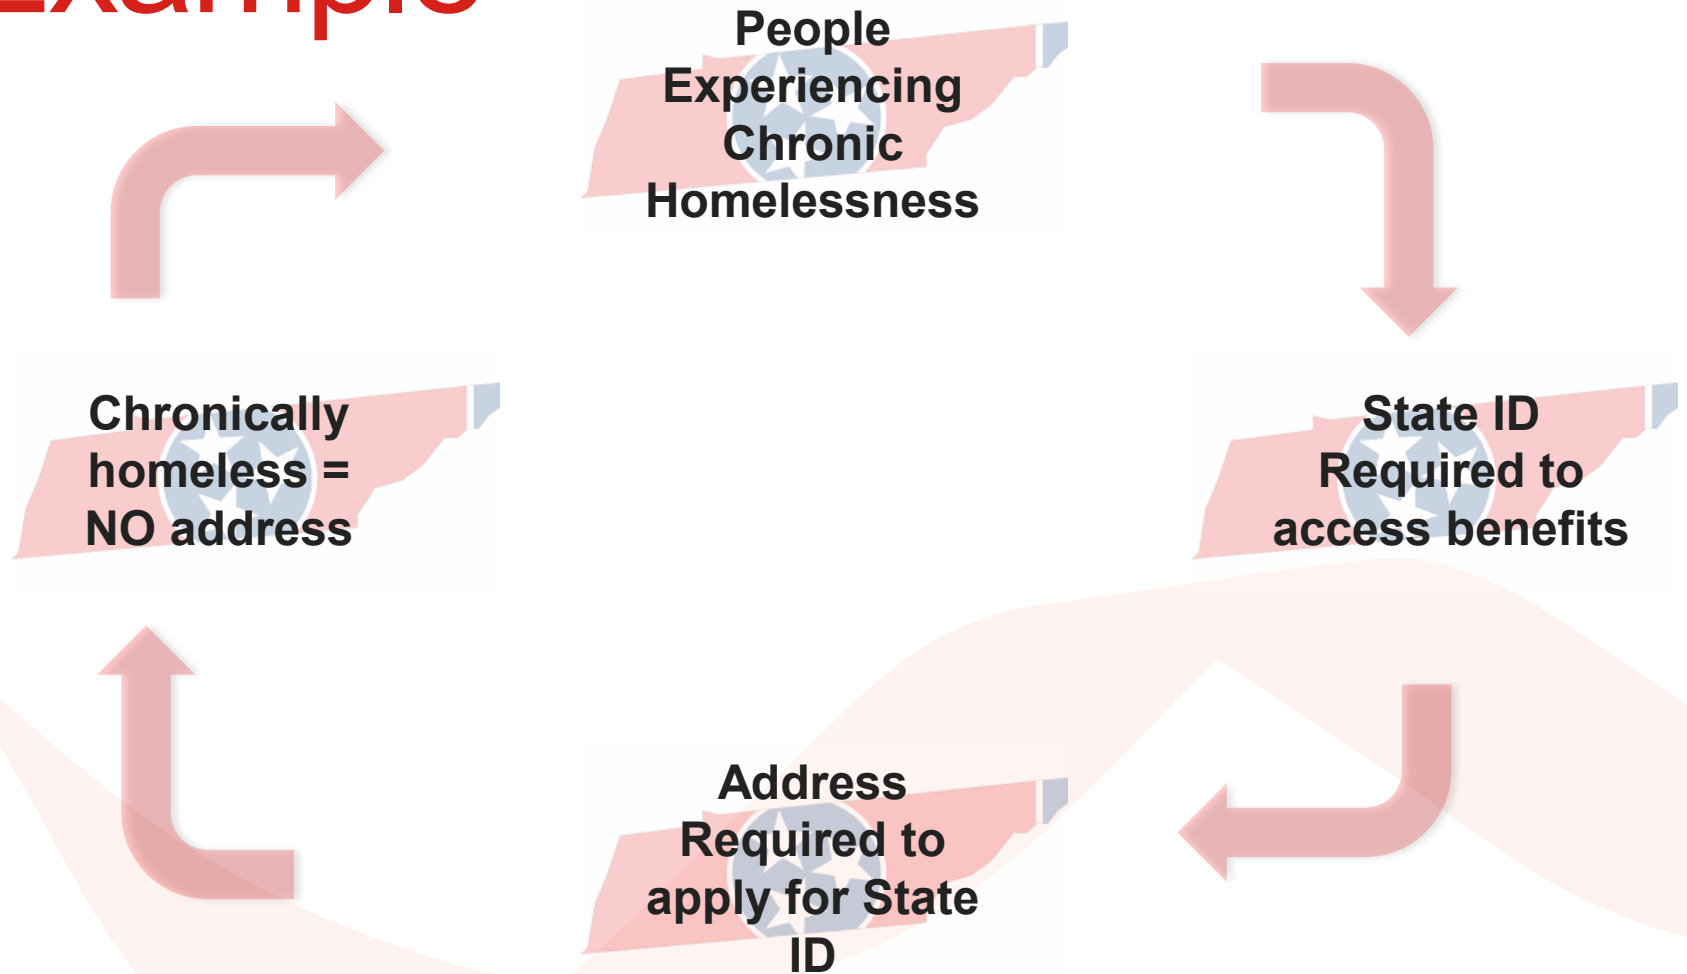 Example
People
Experiencing
Chronic
Homelessness
State ID
Required to
access benefits
Address
Required to
apply for State
ID
Chronically
homeless =
NO address